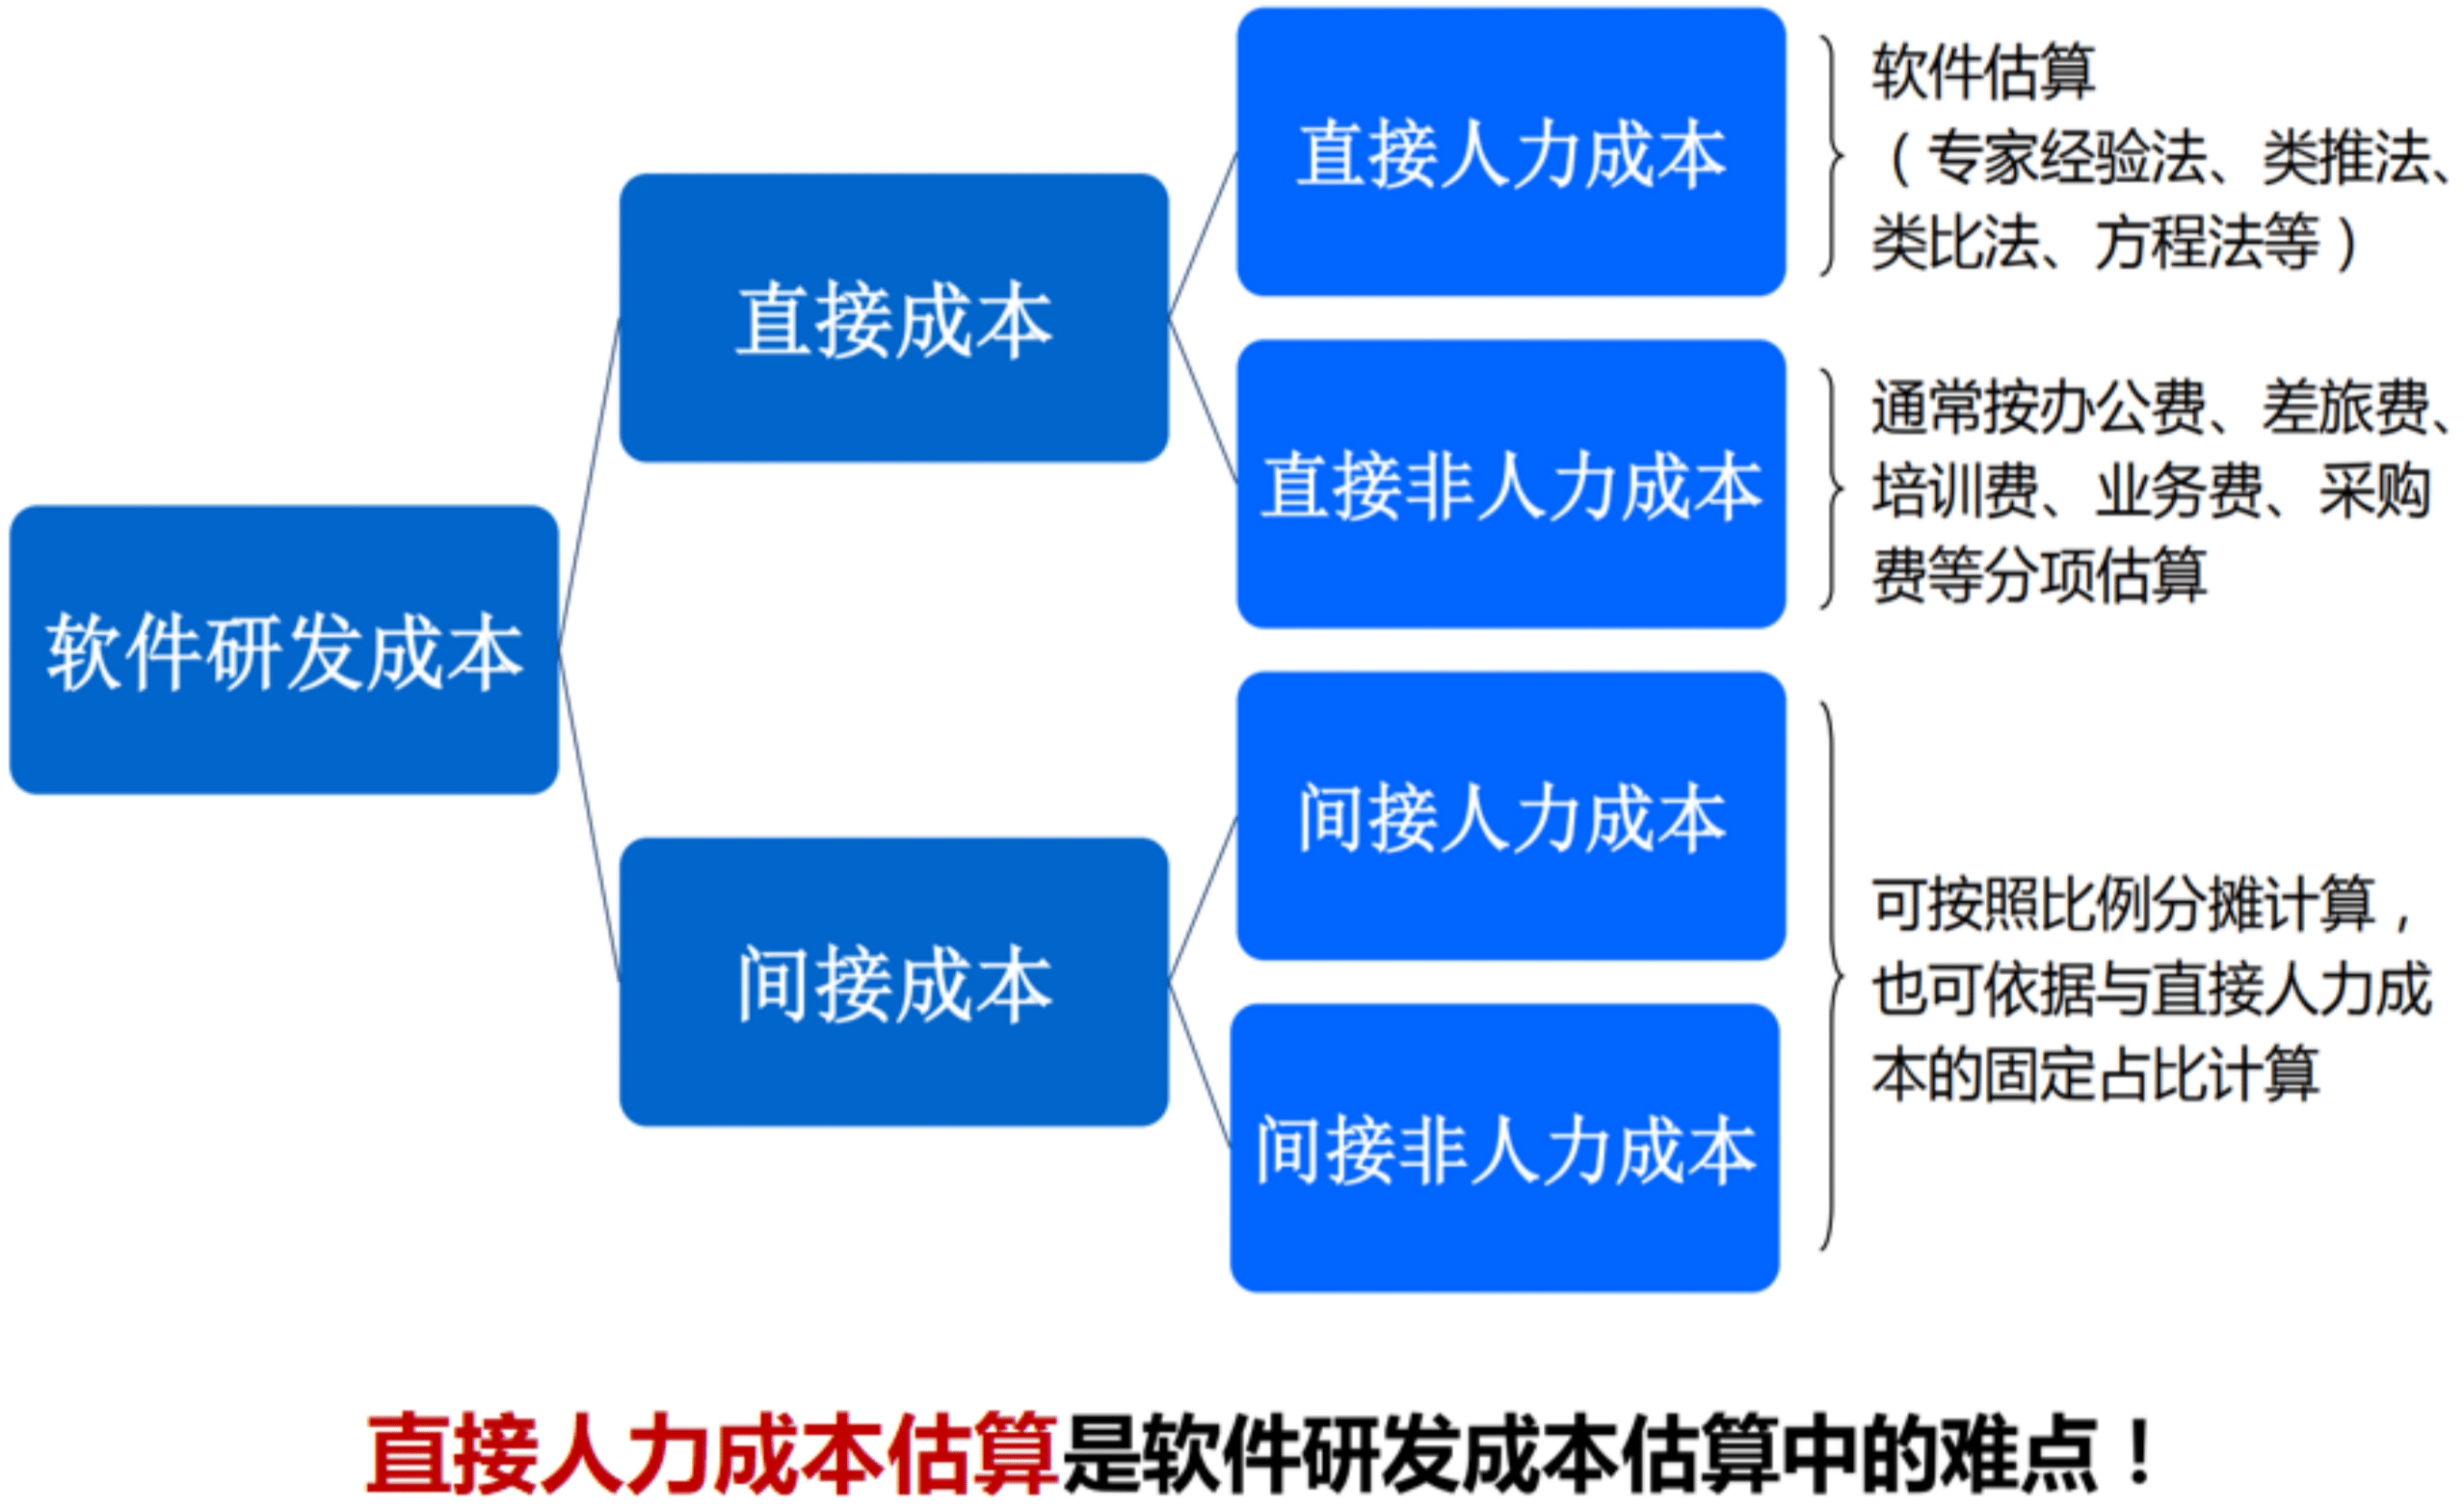 软件研发成本
直接成本
直接人力成本
软件估算
（专家经验法、类推法、
类比法、方程法等）
直接非人力成本
通常按办公费、差旅费、
培训费、业务费、采购
费等分项估算
间接成本
间接人力成本
间接非人力成本
可按照比例分摊计算，
也可依据与直接人力成
本的固定占比计算
直接人力成本估算是软件研发成本估算中的难点！